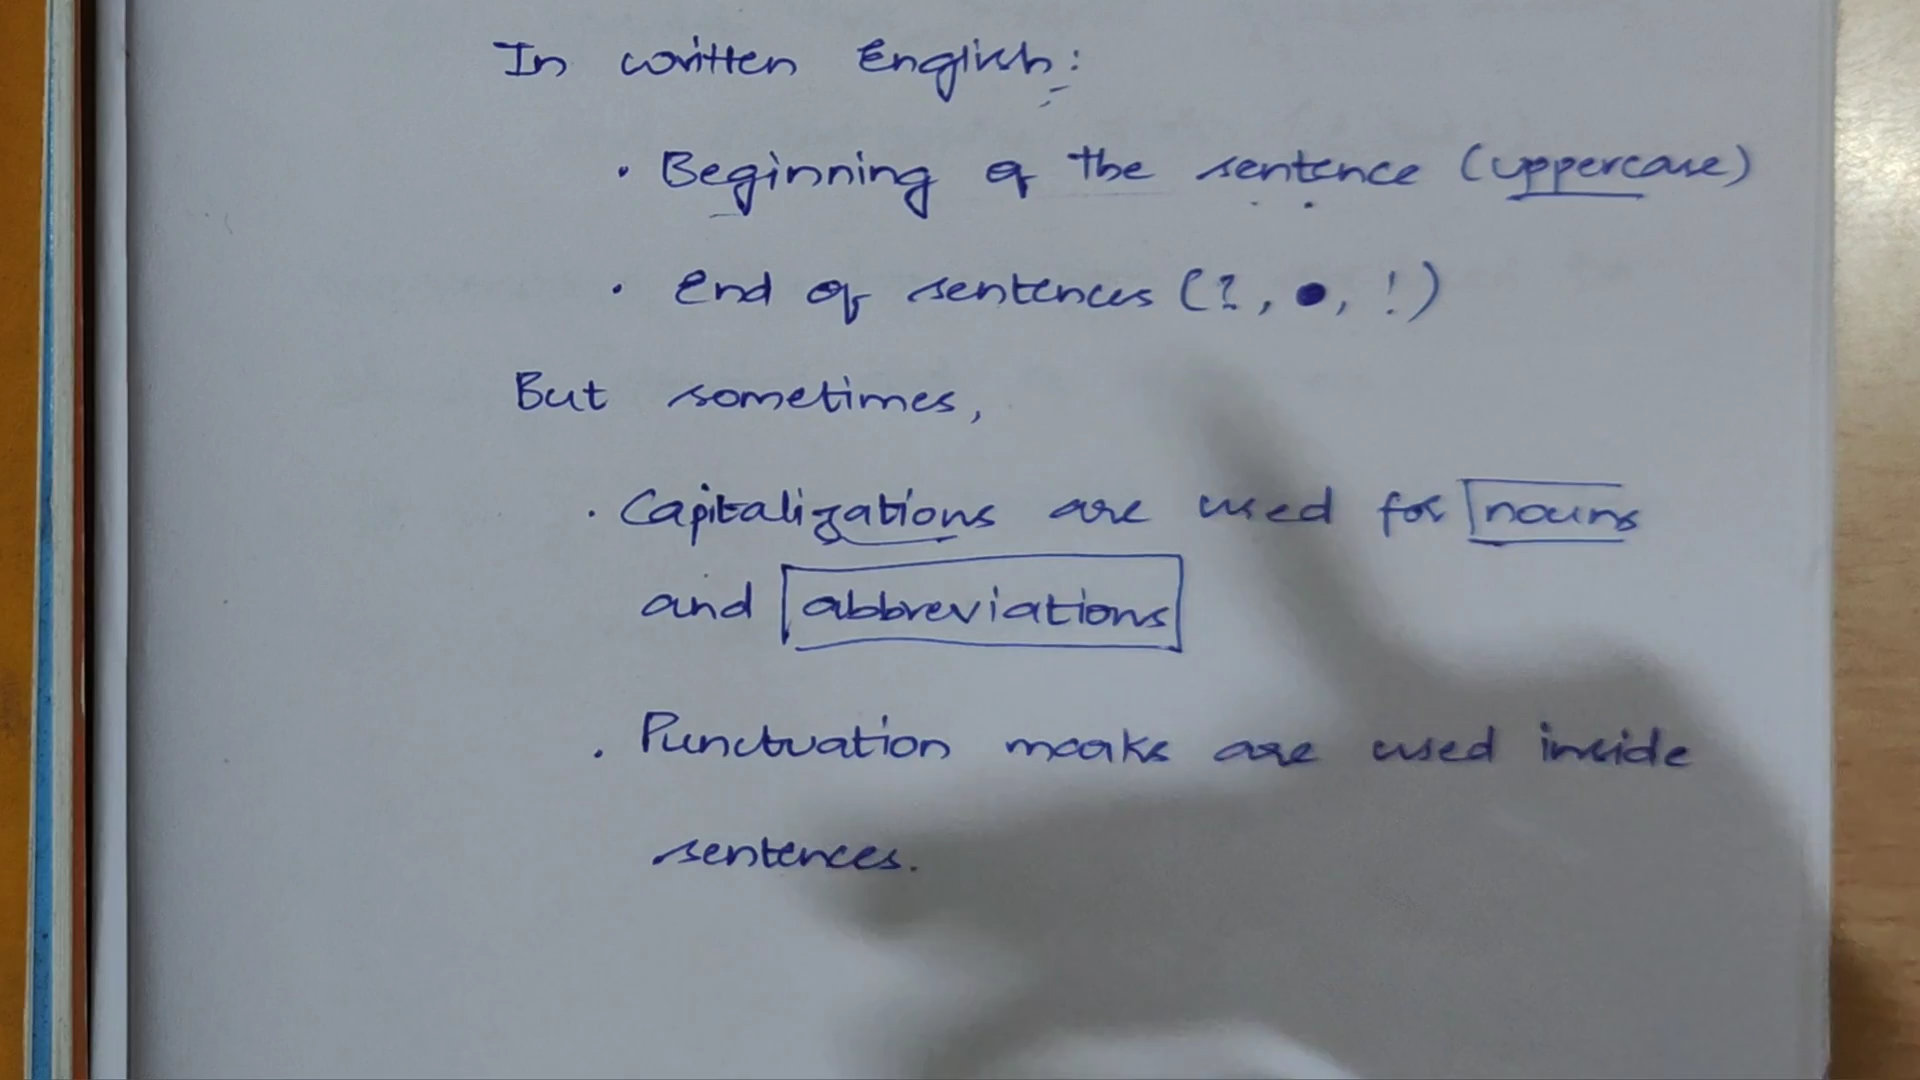 In written English:
• Beginning of the sentence (uppercase)
• End of sentences (?, ., !)
But sometimes,
• Capitalizations are used for nouns
and abbreviations
• Punctuation marks are used inside
sentences.